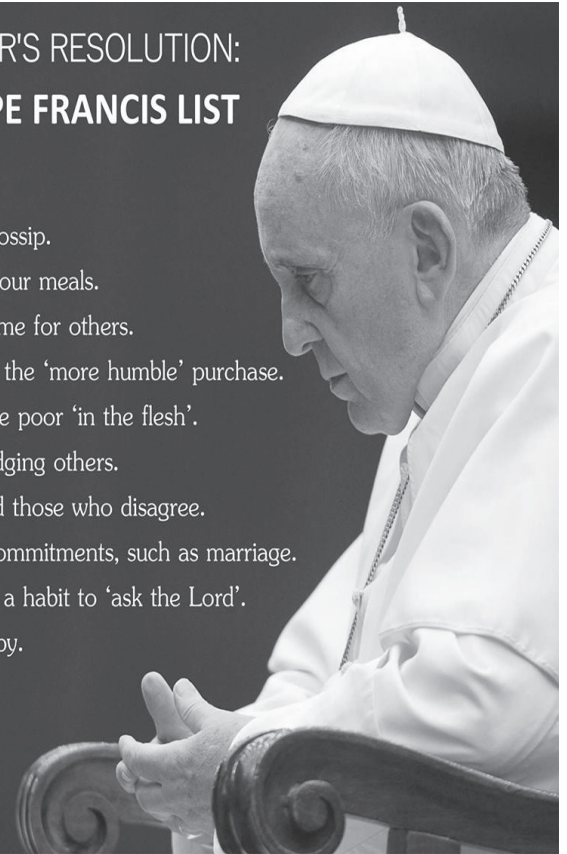 R'S RESOLUTION:
PE FRANCIS LIST
ossip.
our meals.
me for others.
the ‘more humble’ purchase.
e poor ‘in the flesh’.
dging others.
d those who disagree.
ommitments, such as marriage.
a habit to ‘ask the Lord’.
py.